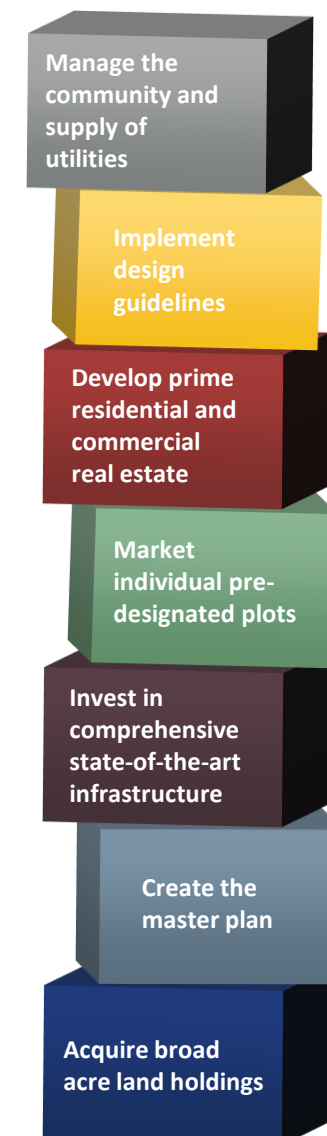 Manage the
community and
supply of
utilities
Implement
design
guidelines
Develop prime
residential and
commercial
real estate
Market
individual pre-
designated plots
Invest in
comprehensive
state-of-the-art
infrastructure
Create the
master plan
Acquire broad
acre land holdings